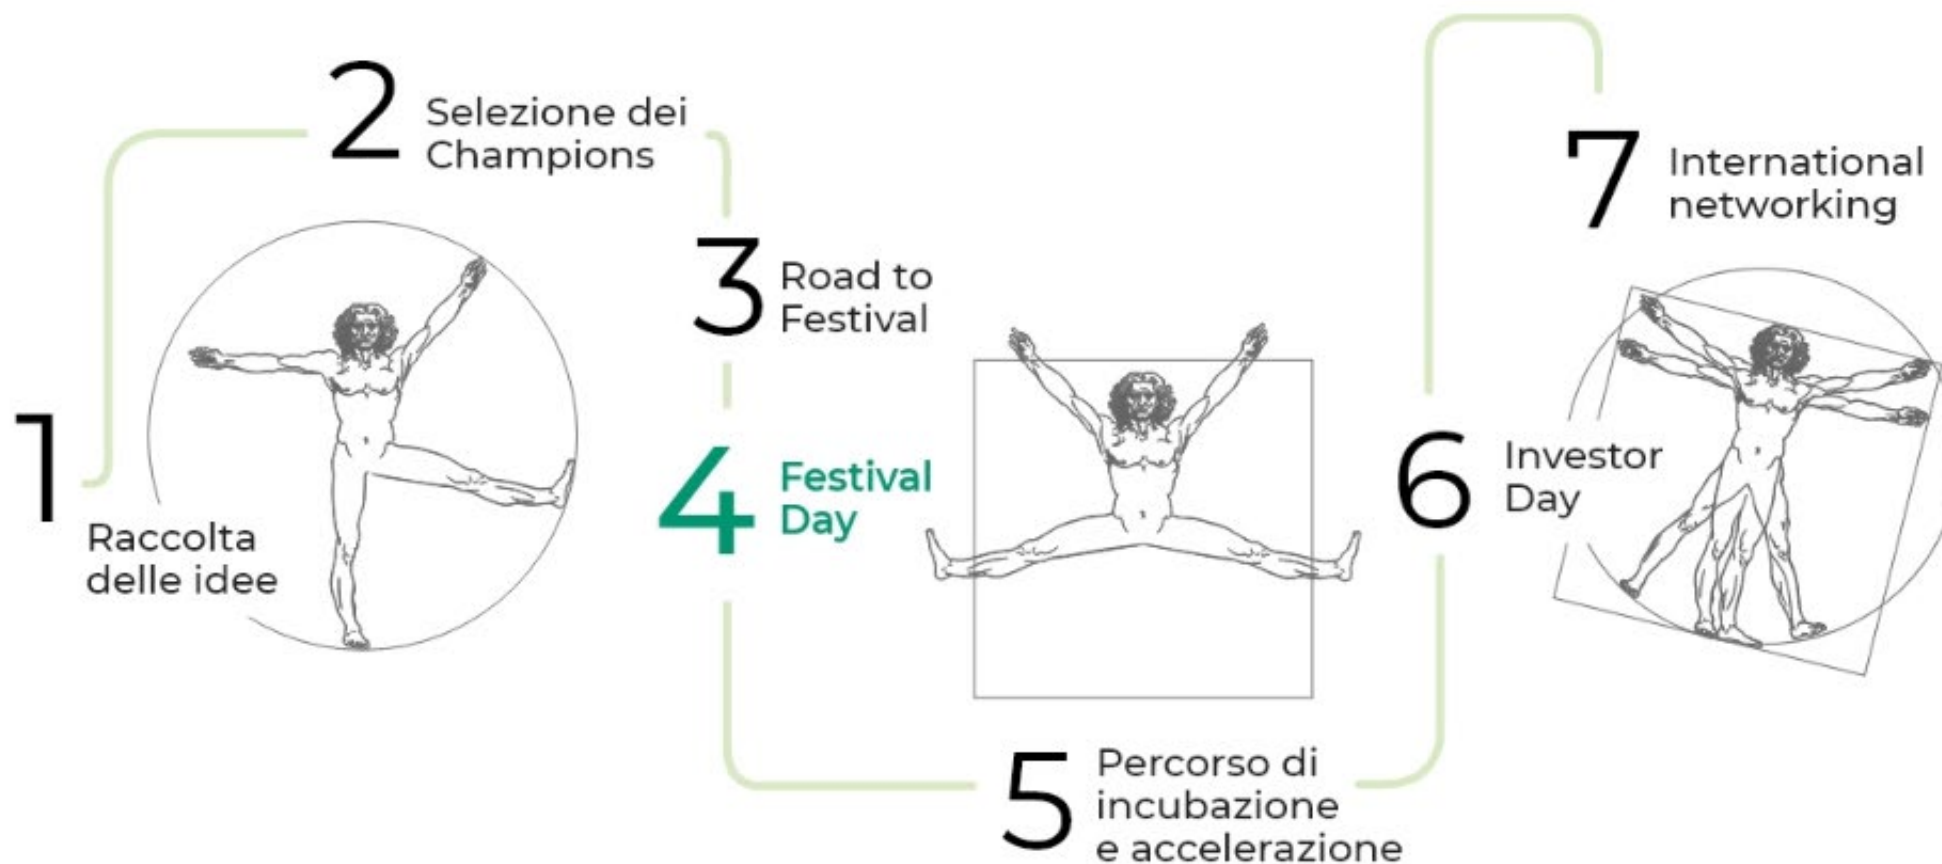 1
Raccolta
delle idee
2
Selezione dei
Champions
3
Road to
Festival
4
Festival
Day
5
Percorso di
incubazione
e accelerazione
6
Investor
Day
7
International
networking